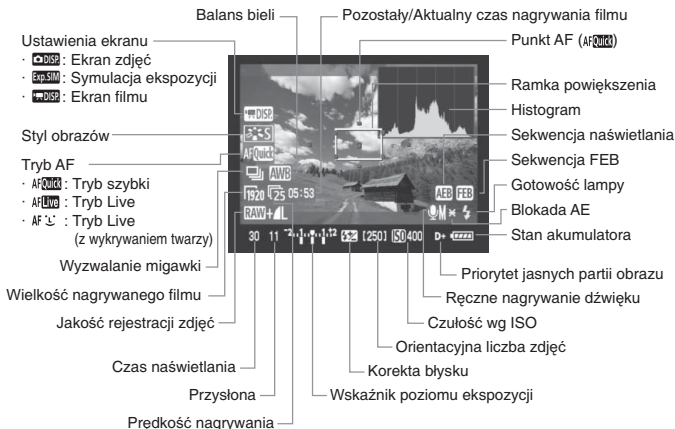 Balans bieli
Pozostały/Aktualny czas nagrywania filmu
Ustawienia ekranu
· DISP. : Ekran zdjęć
· Exp.SIM : Symulacja ekspozycji
· DISP. : Ekran filmu
Punkt AF (AF Quick)
Ramka powiększenia
Histogram
Styl obrazów
Sekwencja naświetlania
Tryb AF
· AF Quick : Tryb szybki
· AF Live : Tryb Live
· AF : Tryb Live
(z wykrywaniem twarzy)
Sekwencja FEB
Gotowość lampy
Blokada AE
Stan akumulatora
DISP.
S
AF Quick
AWB
1920 25 05:53
RAW+L
AEB FEB
M *
30 11 -2..1..0..1.+2 [250] ISO 400 D+
Wyzwalanie migawki
Wielkość nagrywanego filmu
Jakość rejestracji zdjęć
Priorytet jasnych partii obrazu
Ręczne nagrywanie dźwięku
Czułość wg ISO
Orientacyjna liczba zdjęć
Czas naświetlania
Korekta błysku
Przysłona
Wskaźnik poziomu ekspozycji
Prędkość nagrywania